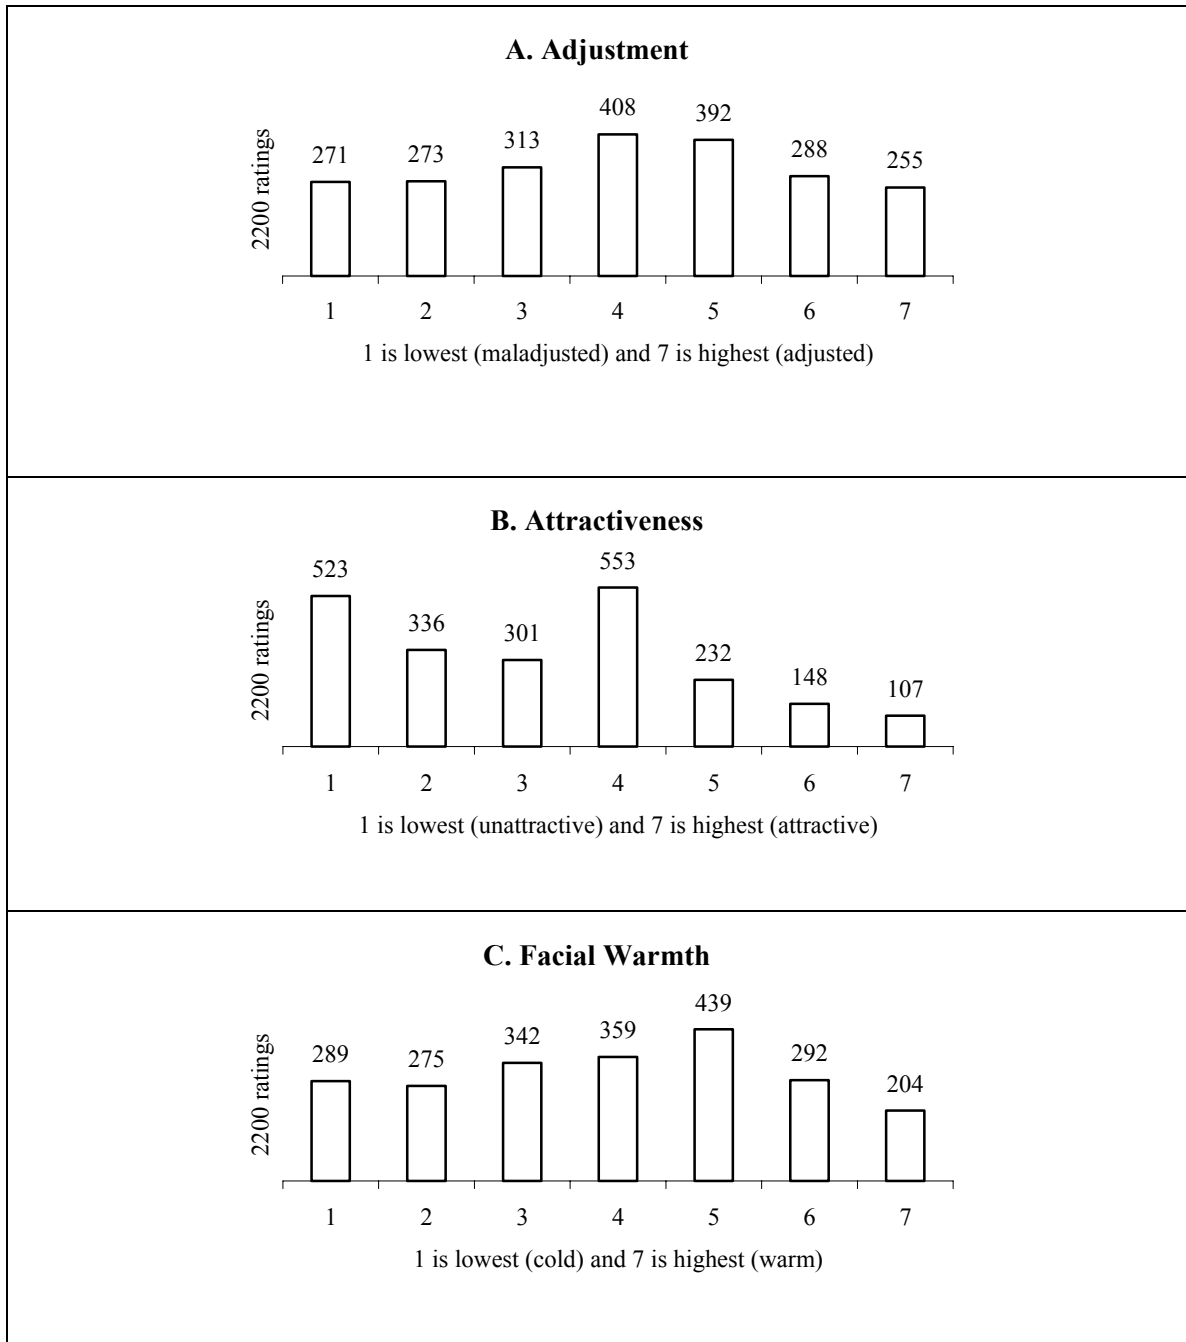 A. Adjustment
2200 ratings
271 273 313 408 392 288 255
1 2 3 4 5 6 7
1 is lowest (maladjusted) and 7 is highest (adjusted)
B. Attractiveness
2200 ratings
523 336 301 553 232 148 107
1 2 3 4 5 6 7
1 is lowest (unattractive) and 7 is highest (attractive)
C. Facial Warmth
2200 ratings
289 275 342 359 439 292 204
1 2 3 4 5 6 7
1 is lowest (cold) and 7 is highest (warm)